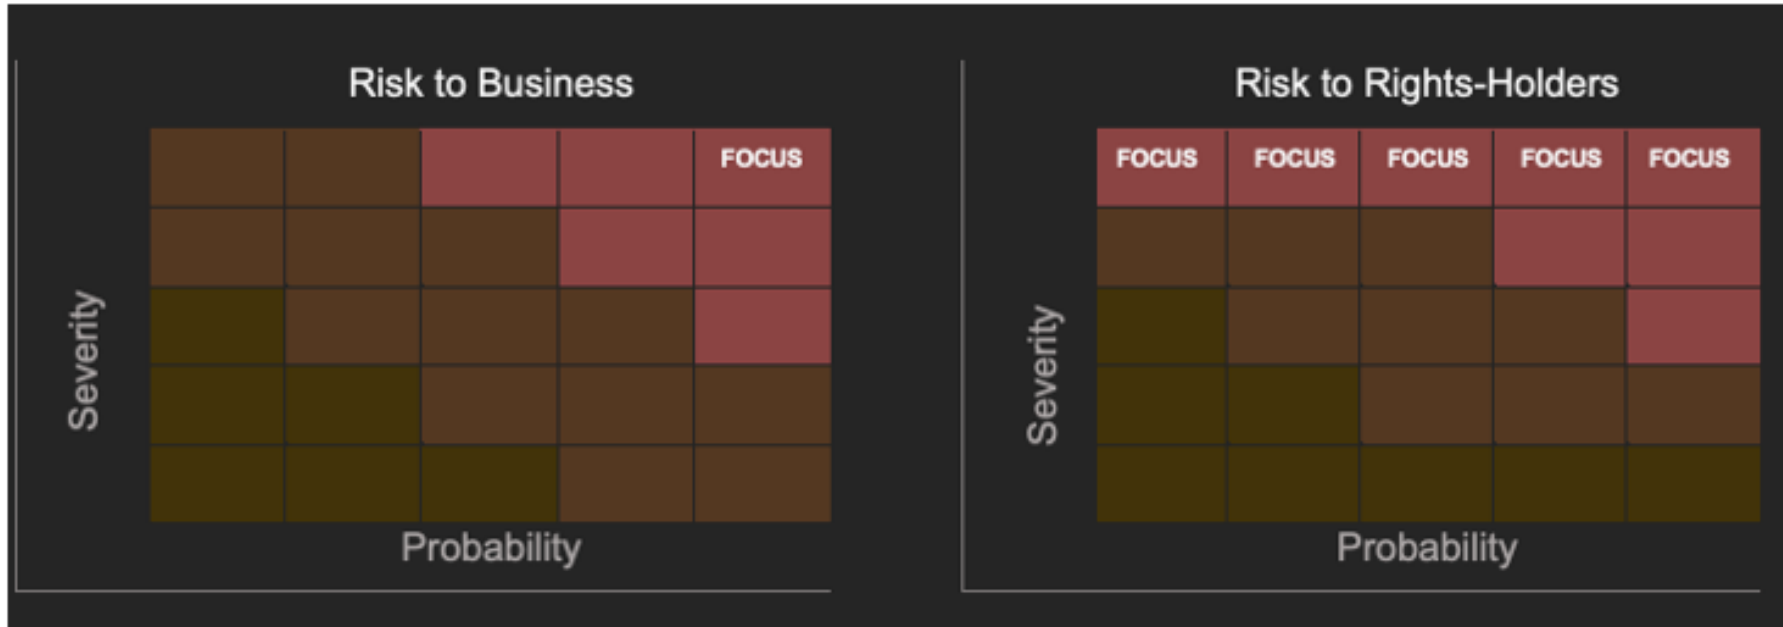 Risk to Business
FOCUS
Severity
Probability
Risk to Rights-Holders
FOCUS FOCUS FOCUS FOCUS FOCUS
Severity
Probability